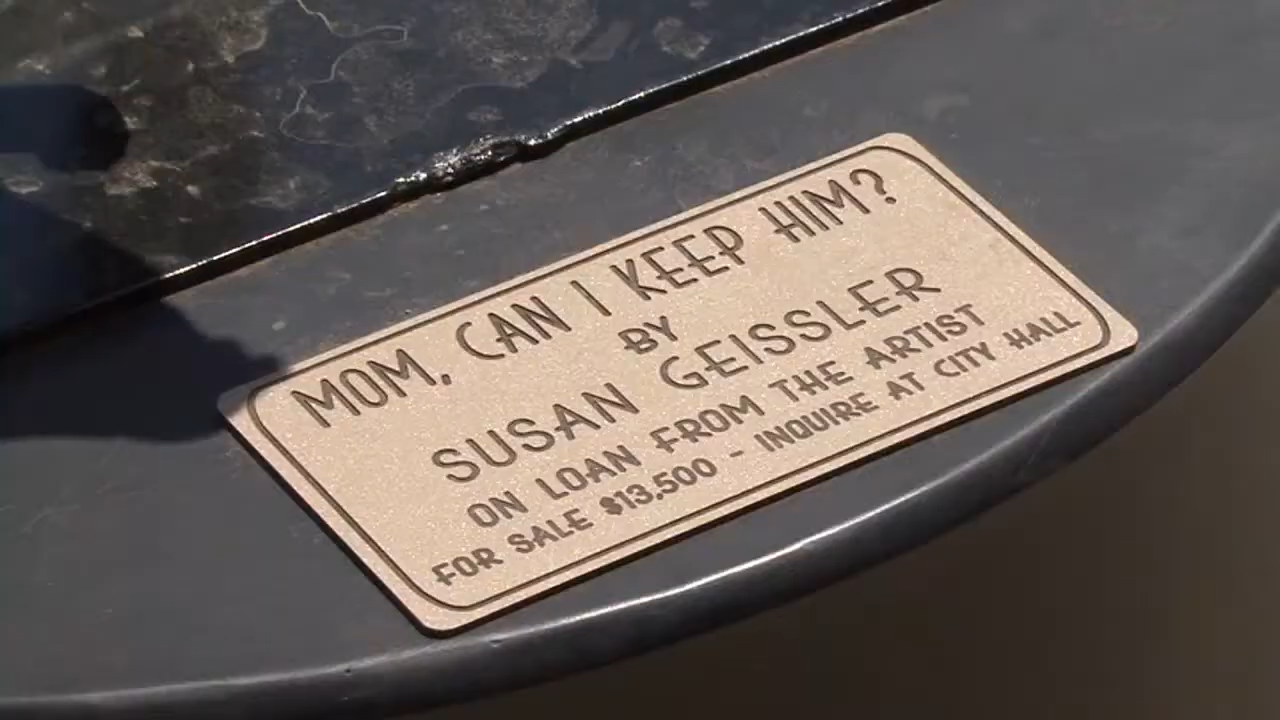 MOM, CAN I KEEP HIM?
BY
SUSAN GEISSLER
ON LOAN FROM THE ARTIST
FOR SALE $13,500 - INQUIRE AT CITY HALL